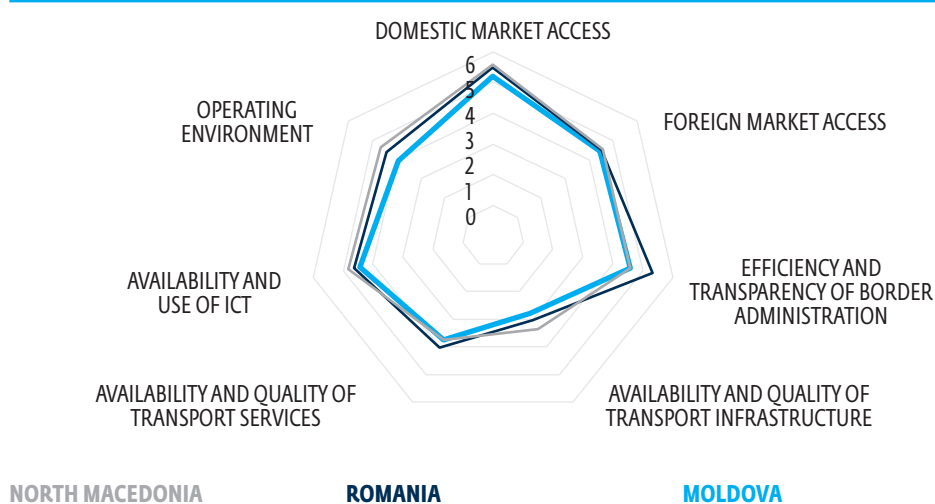 DOMESTIC MARKET ACCESS
6
5
4
3
2
1
0
OPERATING
ENVIRONMENT
FOREIGN MARKET ACCESS
EFFICIENCY AND
TRANSPARENCY OF BORDER
ADMINISTRATION
AVAILABILITY AND
USE OF ICT
AVAILABILITY AND QUALITY OF
TRANSPORT SERVICES
AVAILABILITY AND QUALITY OF
TRANSPORT INFRASTRUCTURE
NORTH MACEDONIA
ROMANIA
MOLDOVA